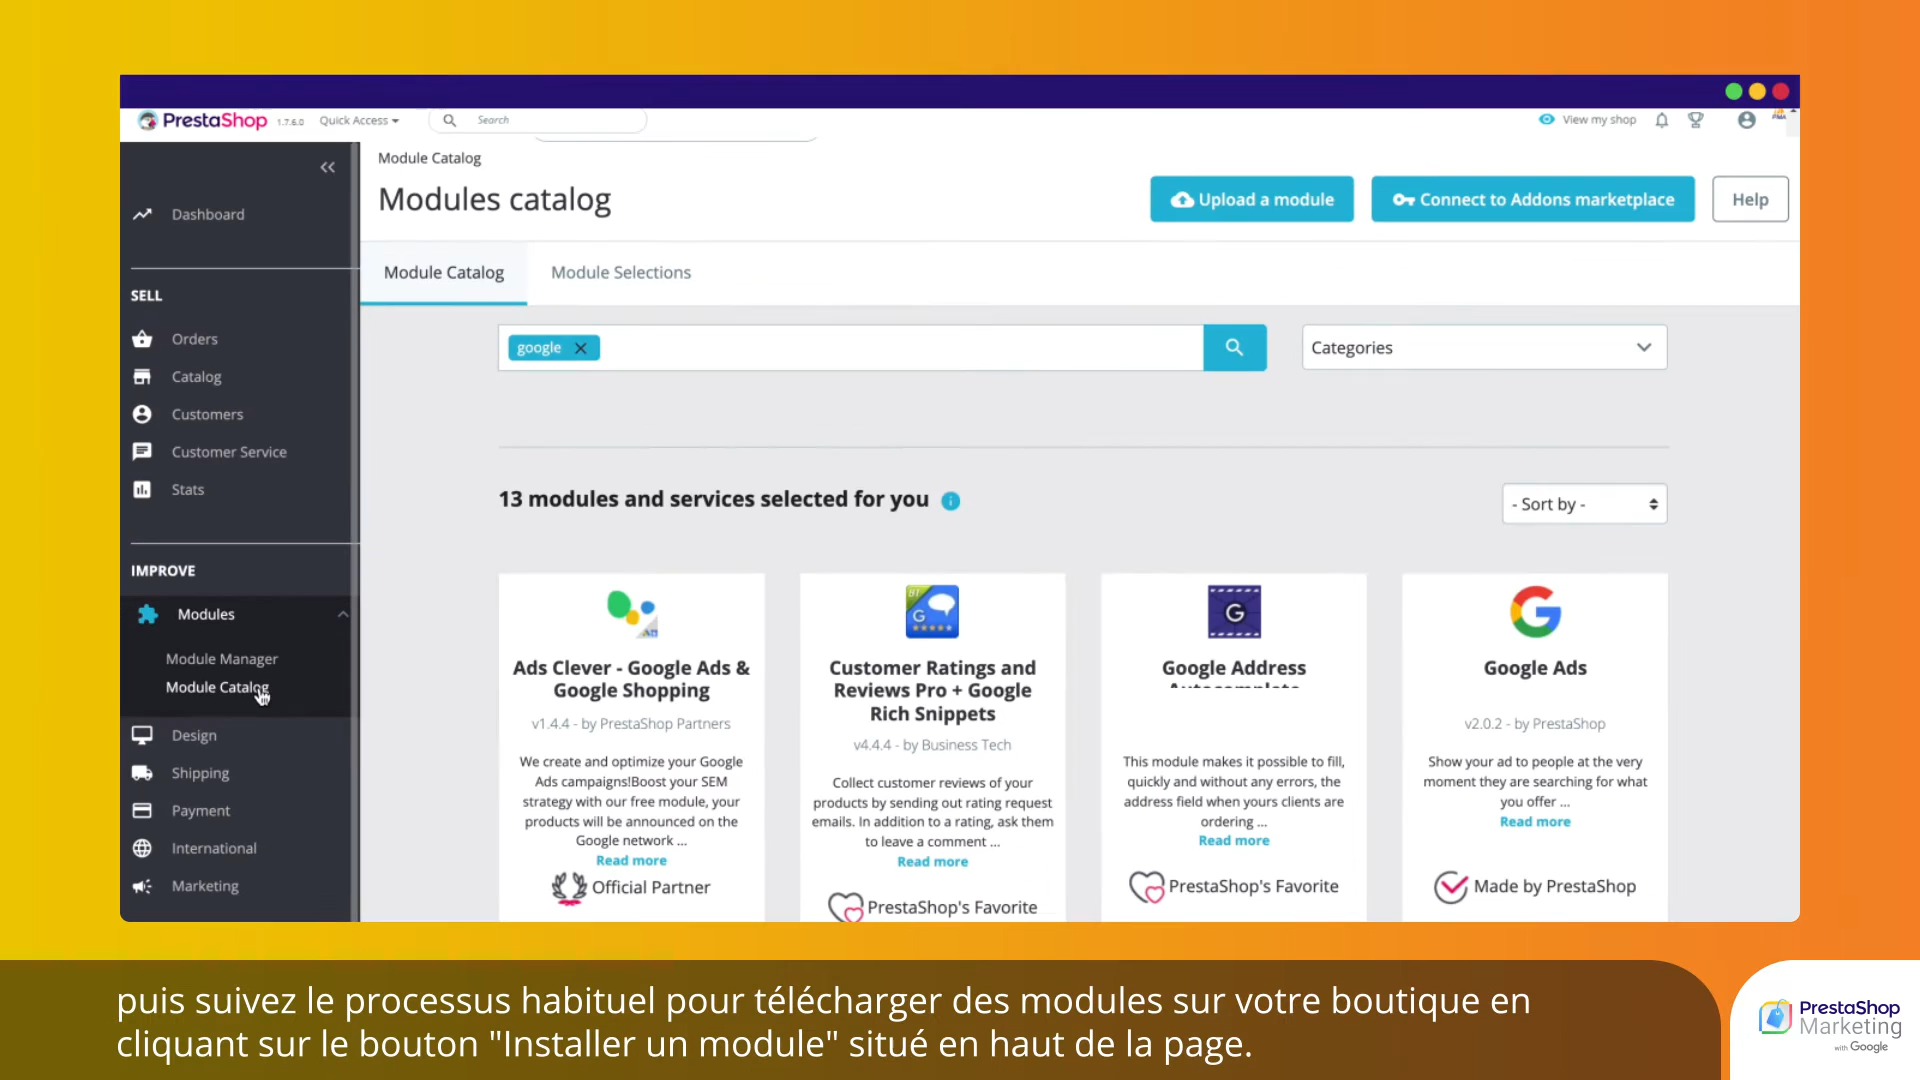 PrestaShop 1.7.6.0 Quick Access Search View my shop
Module Catalog
Modules catalog
Upload a module Connect to Addons marketplace Help
Dashboard
Module Catalog Module Selections
SELL
Orders
Catalog
Customers
Customer Service
Stats
IMPROVE
Modules
Module Manager
Module Catalog
Design
Shipping
Payment
International
Marketing
google
Categories
13 modules and services selected for you
- Sort by -
Ads Clever - Google Ads &
Google Shopping
v1.4.4 - by PrestaShop Partners
We create and optimize your Google
Ads campaigns!Boost your SEM
strategy with our free module, your
products will be announced on the
Google network ...
Read more
Official Partner
BT
G
Customer Ratings and
Reviews Pro + Google
Rich Snippets
v4.4.4 - by Business Tech
Collect customer reviews of your
products by sending out rating request
emails. In addition to a rating, ask them
to leave a comment ...
Read more
PrestaShop's Favorite
G
Google Address
This module makes it possible to fill,
quickly and without any errors, the
address field when yours clients are
ordering ...
Read more
PrestaShop's Favorite
G
Google Ads
v2.0.2 - by PrestaShop
Show your ad to people at the very
moment they are searching for what
you offer ...
Read more
Made by PrestaShop
puis suivez le processus habituel pour télécharger des modules sur votre boutique en
cliquant sur le bouton "Installer un module" situé en haut de la page.
PrestaShop
Marketing
with Google